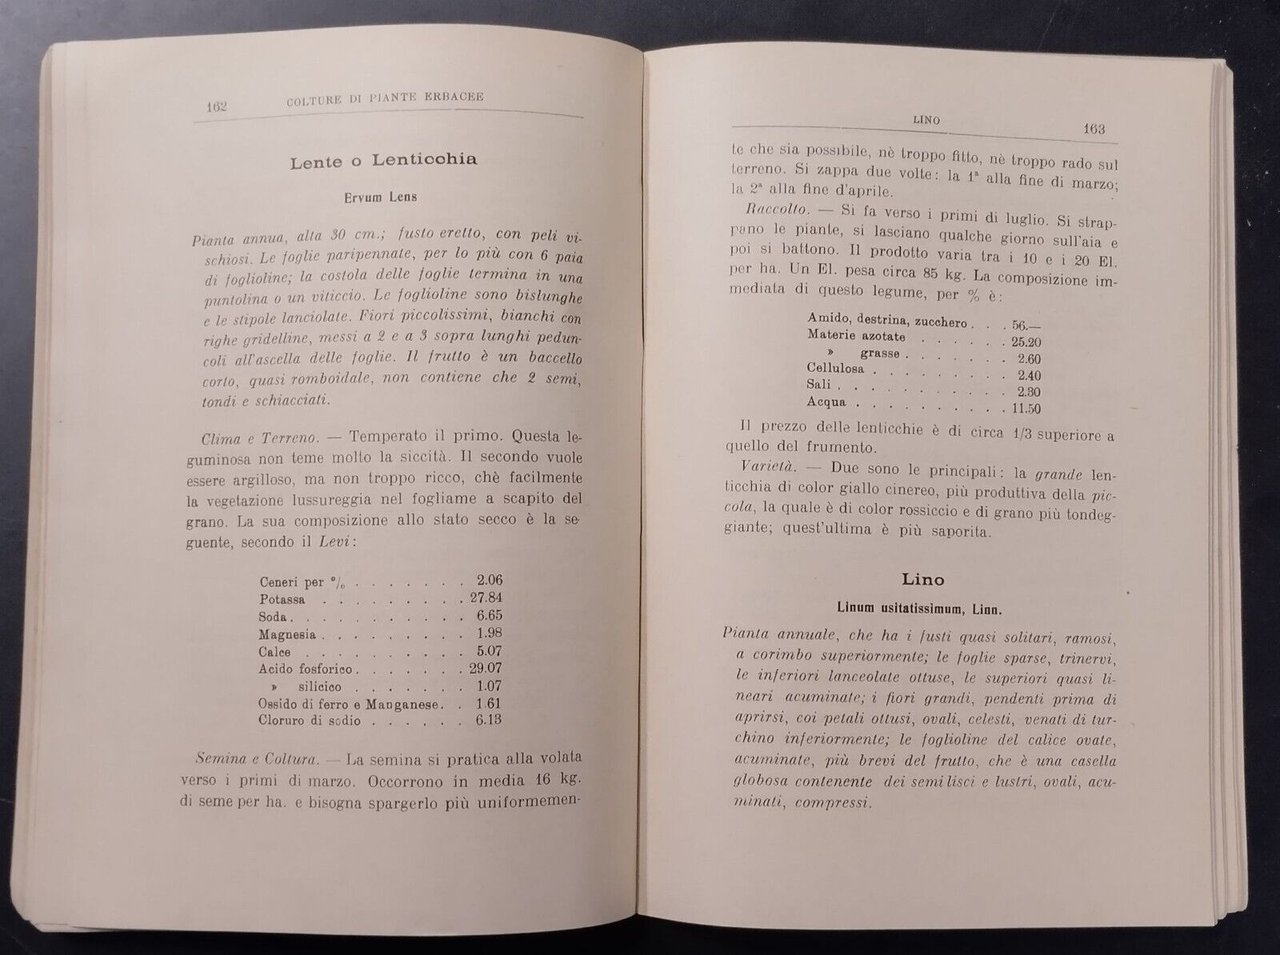 162 COLTURE DI PIANTE ERBACEE
Lente o Lenticchia
Ervum Lens
Pianta annua, alta 30 cm.; fusto eretto, con peli vi-
schiosi. Le foglie paripennate, per lo più con 6 paia
di foglioline; la costola delle foglie termina in una
puntolina o un viticcio. Le foglioline sono bislunghe
e le stipole lanciolate. Fiori piccolissimi, bianchi con
righe gridelline, messi a 2 e a 3 sopra lunghi pedun-
coli all'ascella delle foglie. Il frutto è un baccello
corto, quasi romboidale, non contiene che 2 semi,
tondi e schiacciati.
Clima e Terreno. — Temperato il primo. Questa le-
guminosa non teme molto la siccità. Il secondo vuole
essere argilloso, ma non troppo ricco, chè facilmente
la vegetazione lussureggia nel fogliame a scapito del
grano. La sua composizione allo stato secco è la se-
guente, secondo il Levi:
Ceneri per % . . . . . . . 2.06
Potassa . . . . . . . . . 27.84
Soda . . . . . . . . . . . 6.65
Magnesia . . . . . . . . . 1.98
Calce . . . . . . . . . . 5.07
Acido fosforico . . . . . . . 29.07
» silicico . . . . . . . 1.07
Ossido di ferro e Manganese . . 1.61
Cloruro di sodio . . . . . . 6.13
Semina e Coltura. — La semina si pratica alla volata
verso i primi di marzo. Occorrono in media 16 kg.
di seme per ha. e bisogna spargerlo più uniformemen-
LINO 163
te che sia possibile, nè troppo fitto, nè troppo rado sul
terreno. Si zappa due volte: la 1ª alla fine di marzo;
la 2ª alla fine d'aprile.
Raccolto. — Si fa verso i primi di luglio. Si strap-
pano le piante, si lasciano qualche giorno sull'aia e
poi si battono. Il prodotto varia tra i 10 e i 20 El.
per ha. Un El. pesa circa 85 kg. La composizione im-
mediata di questo legume, per % è:
Amido, destrina, zucchero . . . 56.—
Materie azotate . . . . . . 25.20
» grasse . . . . . . . 2.60
Cellulosa . . . . . . . . . 2.40
Sali . . . . . . . . . . . 2.30
Acqua . . . . . . . . . . 11.50
Il prezzo delle lenticchie è di circa 1/3 superiore a
quello del frumento.
Varietà. — Due sono le principali: la grande len-
ticchia di color giallo cinereo, più produttiva della pic-
cola, la quale è di color rossiccio e di grano più tondeg-
giante; quest'ultima è più saporita.
Lino
Linum usitatissimum, Linn.
Pianta annuale, che ha i fusti quasi solitari, ramosi,
a corimbo superiormente; le foglie sparse, trinervi,
le inferiori lanceolate ottuse, le superiori quasi li-
neari acuminate; i fiori grandi, pendenti prima di
aprirsi, coi petali ottusi, ovali, celesti, venati di tur-
chino inferiormente; le foglioline del calice ovate,
acuminate, più brevi del frutto, che è una casella
globosa contenente dei semi lisci e lustri, ovali, acu-
minati, compressi.